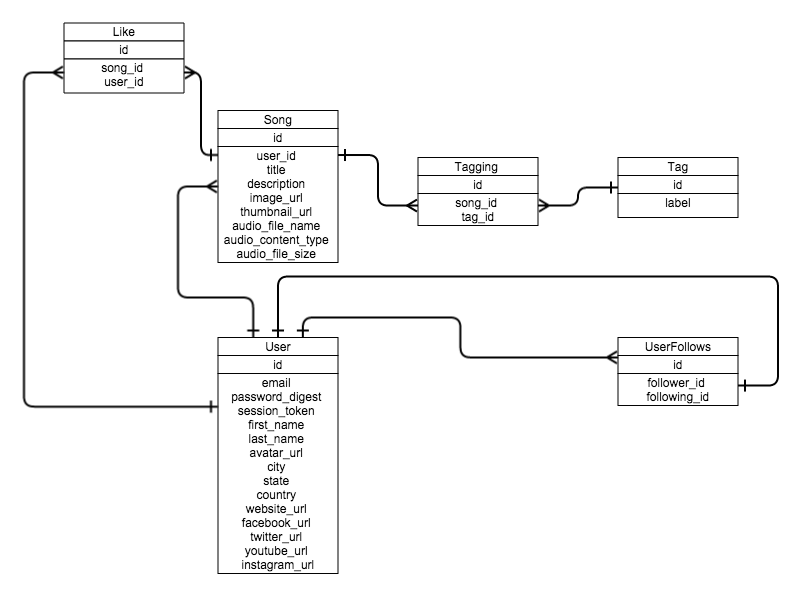 Like
id
song_id
user_id
Song
id
user_id
title
description
image_url
thumbnail_url
audio_file_name
audio_content_type
audio_file_size
Tagging
id
song_id
tag_id
Tag
id
label
User
id
email
password_digest
session_token
first_name
last_name
avatar_url
city
state
country
website_url
facebook_url
twitter_url
youtube_url
instagram_url
UserFollows
id
follower_id
following_id